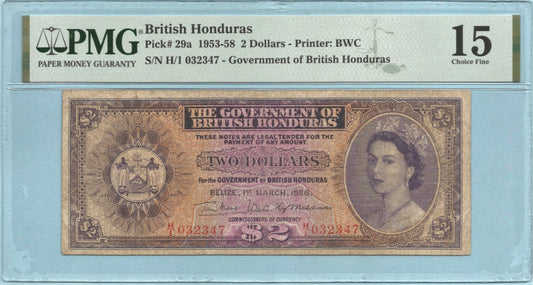 PMG
PAPER MONEY GUARANTY
British Honduras
Pick# 29a 1953-58 2 Dollars - Printer: BWC
S/N H/1 032347 - Government of British Honduras
15
Choice Fine
THE GOVERNMENT OF
BRITISH HONDURAS
THESE NOTES ARE LEGAL TENDER FOR THE
PAYMENT OF ANY AMOUNT.
TWO DOLLARS
For the GOVERNMENT OF BRITISH HONDURAS
BELIZE, 1ST MARCH, 1956.
COMMISSIONERS OF CURRENCY
H/1 032347
$2
H/1 032347
$2
$2